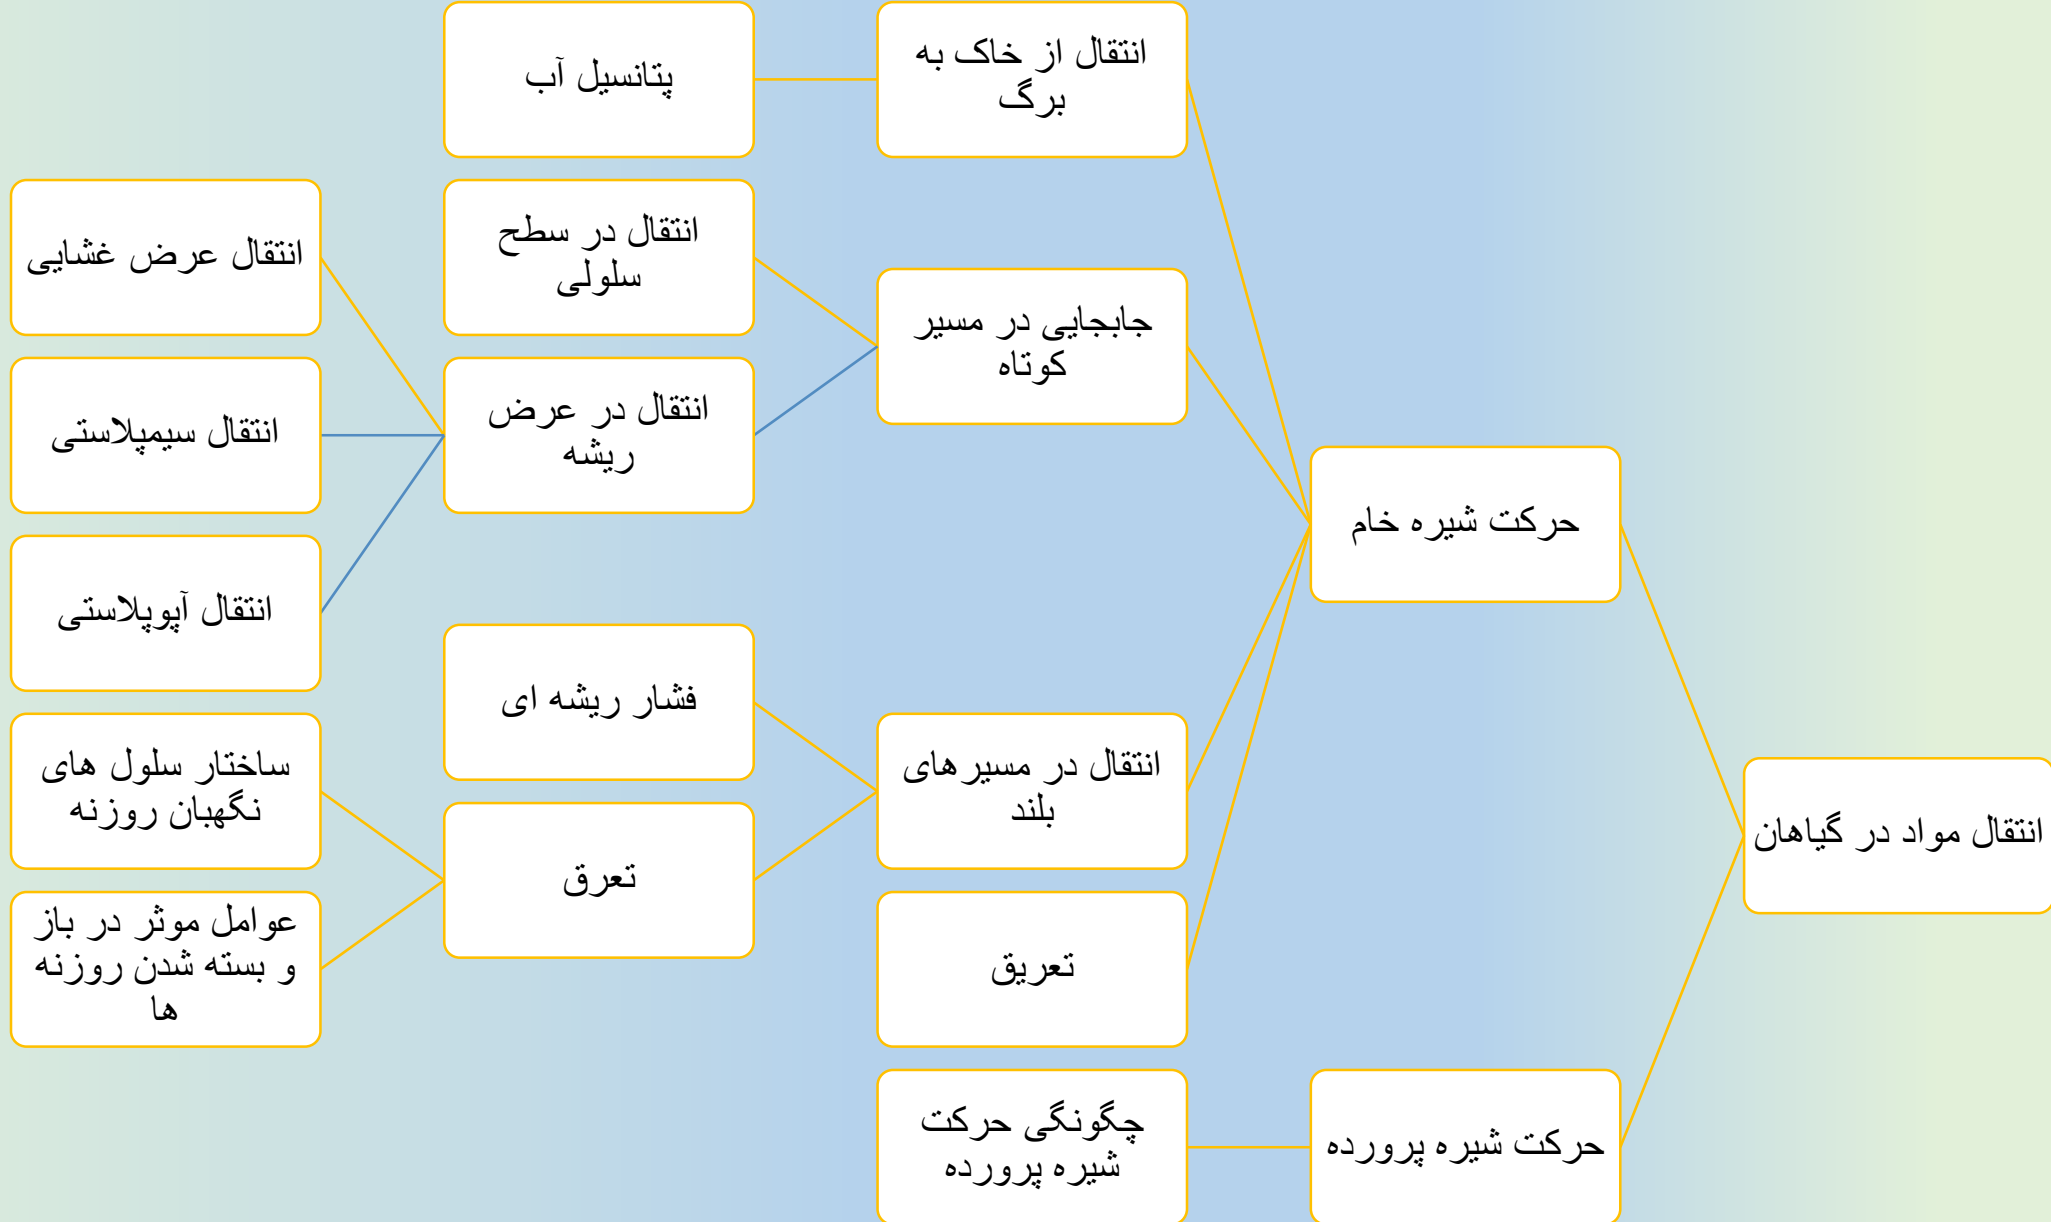 انتقال مواد در گیاهان
حرکت شیره خام
انتقال از خاک به
برگ
پتانسیل آب
جابجایی در مسیر
کوتاه
انتقال در سطح
سلولی
انتقال در عرض
ریشه
انتقال عرض غشایی
انتقال سیمپلاستی
انتقال آپوپلاستی
انتقال در مسیرهای
بلند
فشار ریشه ای
تعرق
ساختار سلول های
نگهبان روزنه
عوامل موثر در باز
و بسته شدن روزنه
ها
تعریق
حرکت شیره پرورده
چگونگی حرکت
شیره پرورده